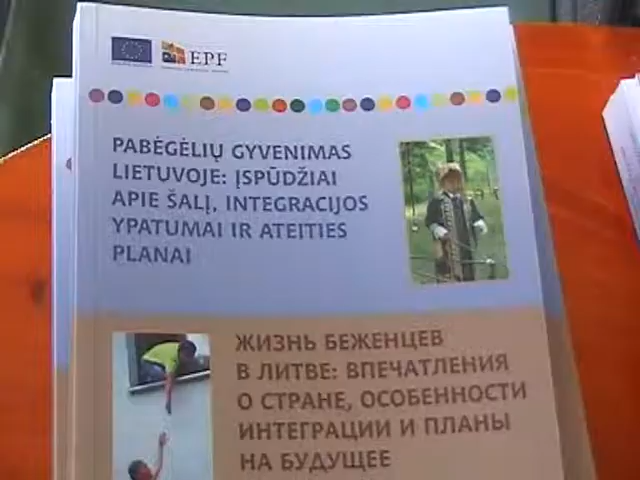 EPF
PABĖGĖLIŲ GYVENIMAS
LIETUVOJE: ĮSPŪDŽIAI
APIE ŠALĮ, INTEGRACIJOS
YPATUMAI IR ATEITIES
PLANAI
ЖИЗНЬ БЕЖЕНЦЕВ
В ЛИТВЕ: ВПЕЧАТЛЕНИЯ
О СТРАНЕ, ОСОБЕННОСТИ
ИНТЕГРАЦИИ И ПЛАНЫ
НА БУДУЩЕЕ